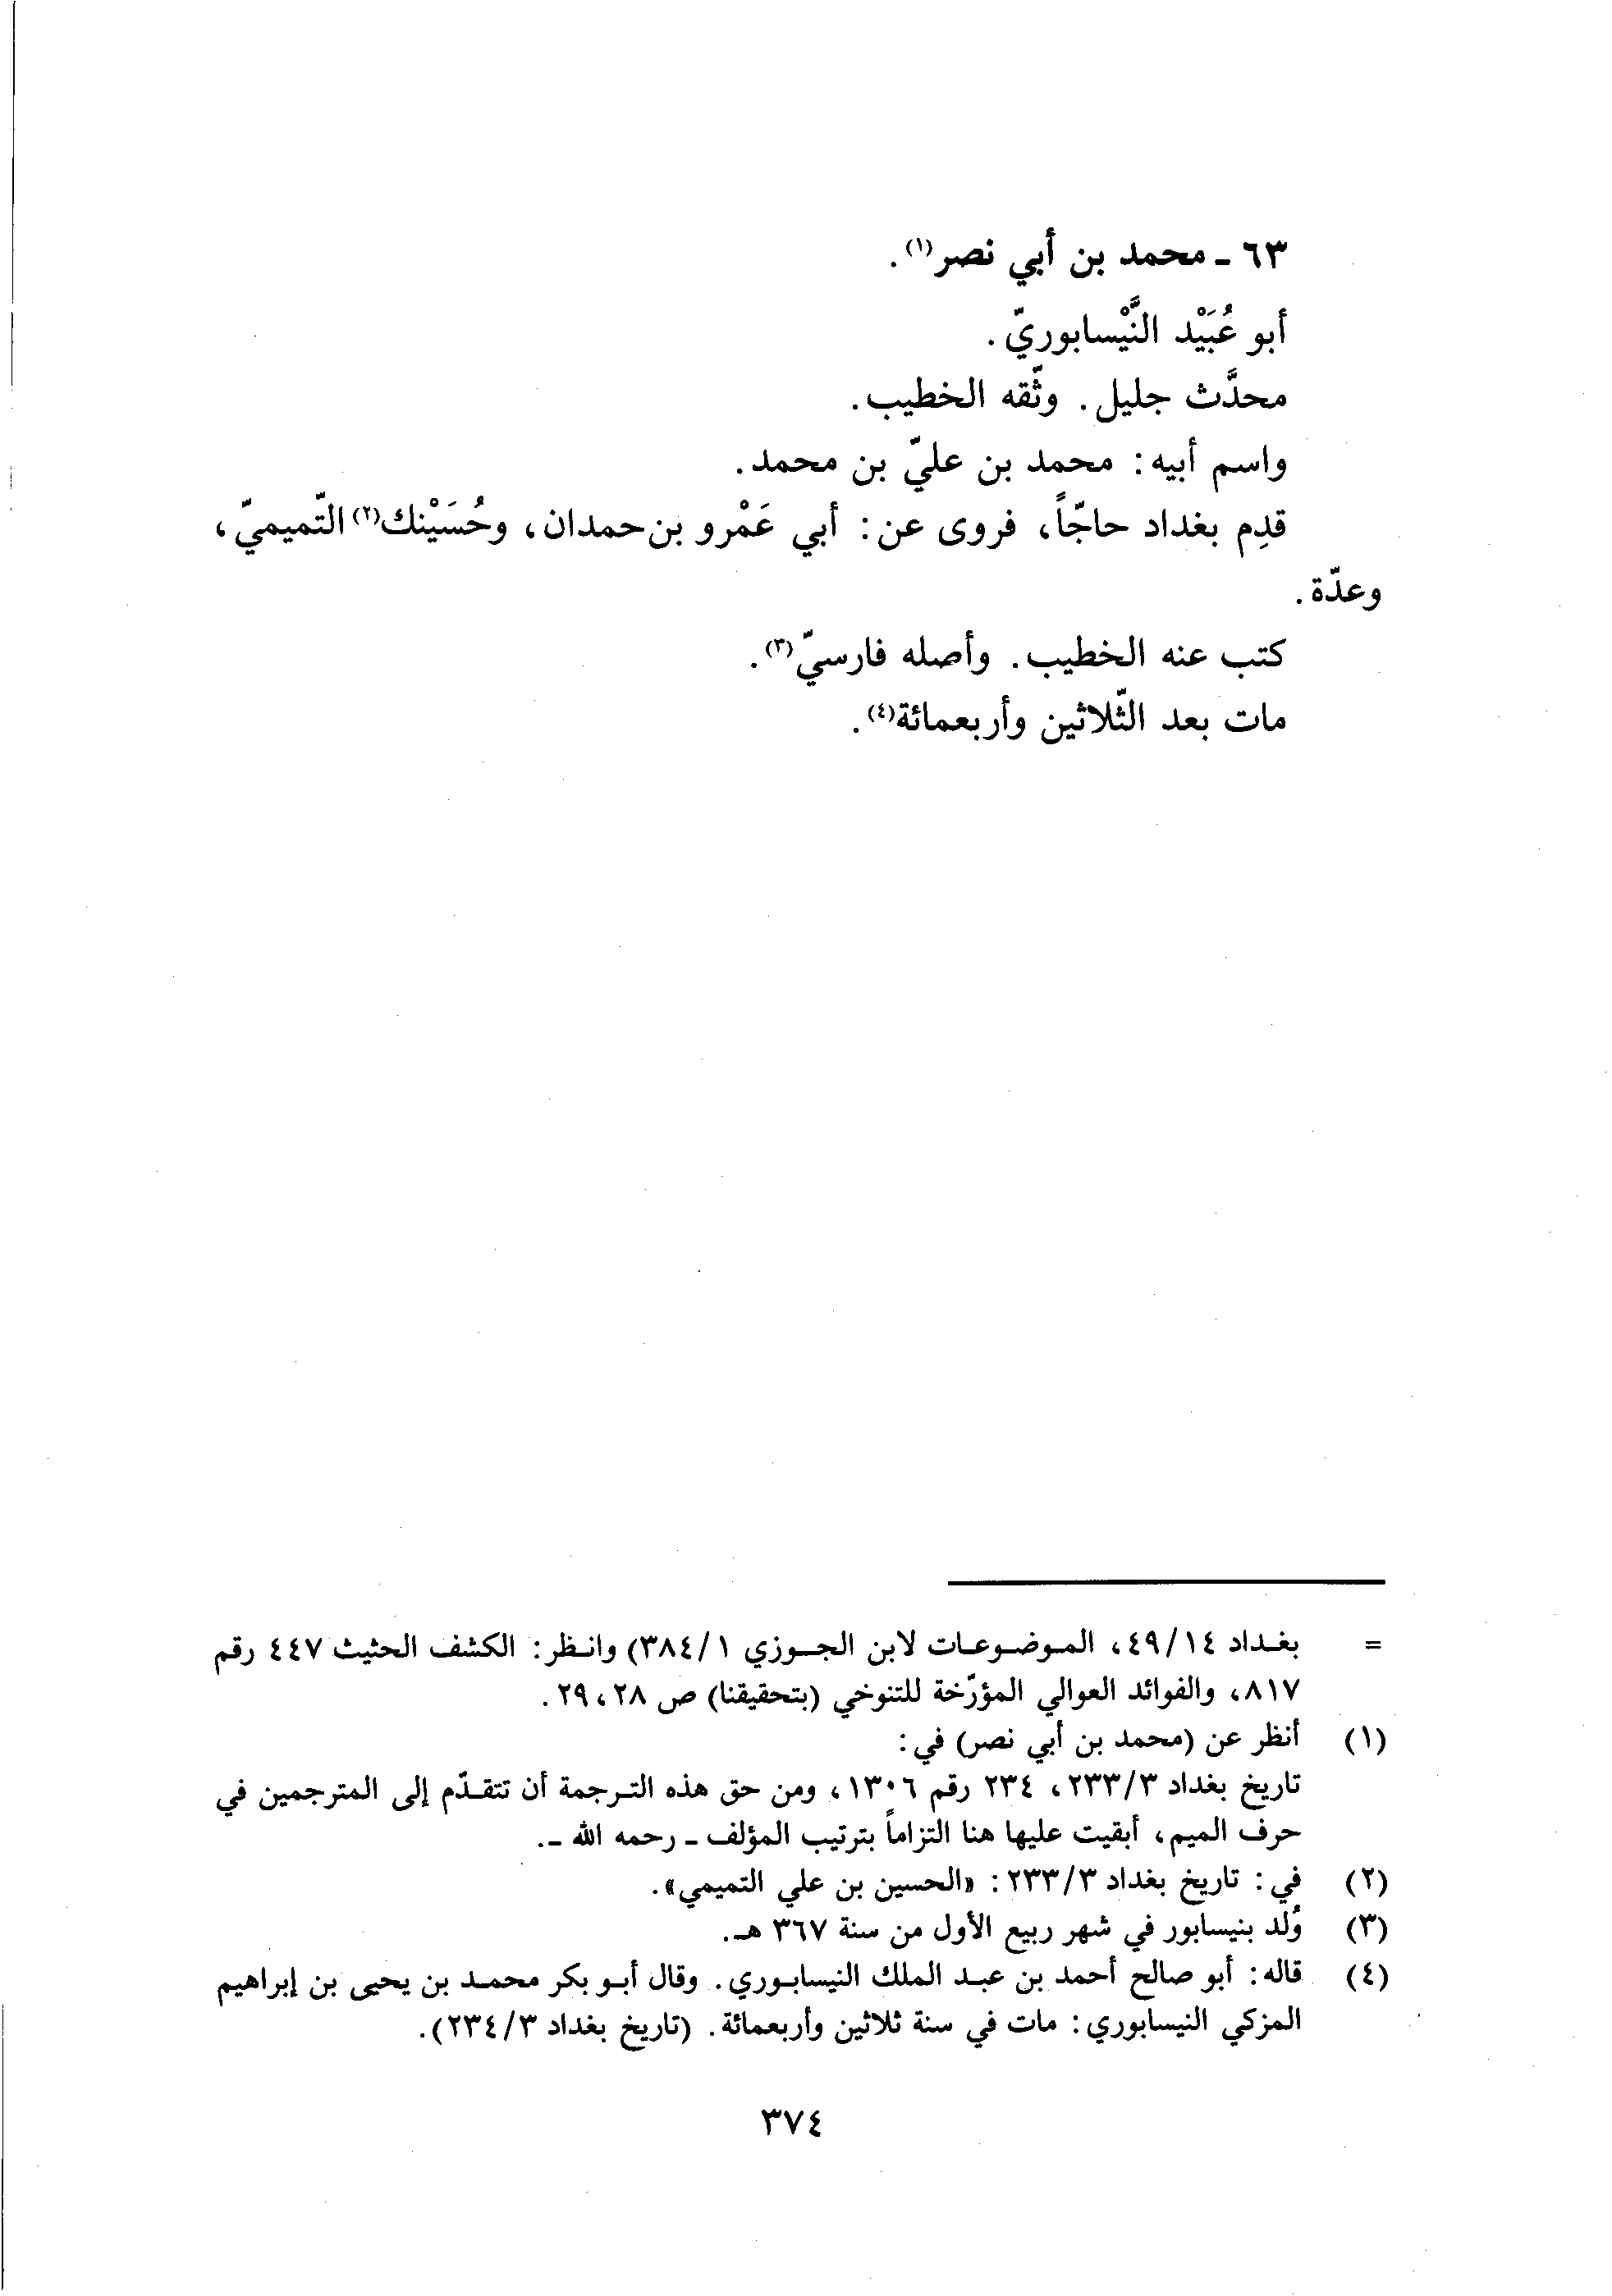 ٦٣ - محمد بن أبي نصر(١).
أبو عُبَيْد النَّيْسابوريّ.
محدَّث جليل. وثّقه الخطيب.
واسم أبيه: محمد بن عليّ بن محمد.
قدِم بغداد حاجّاً، فروى عن: أبي عَمْرو بن حمدان، وحُسَيْنك(٢) التّميميّ،
وعدّة.
كتب عنه الخطيب. وأصله فارسيّ(٣).
مات بعد الثّلاثين وأربعمائة(٤).
= بغداد ٤٩/١٤، الموضوعات لابن الجوزي ٣٨٤/١) وانظر: الكشف الحثيث ٤٤٧ رقم
٨١٧، والفوائد العوالي المؤرّخة للتنوخي (بتحقيقنا) ص ٢٨، ٢٩.
(١) أنظر عن (محمد بن أبي نصر) في:
تاريخ بغداد ٢٣٣/٣، ٢٣٤ رقم ١٣٠٦، ومن حق هذه الترجمة أن تتقدّم إلى المترجمين في
حرف الميم، أبقيت عليها هنا التزاماً بترتيب المؤلف - رحمه الله -.
(٢) في: تاريخ بغداد ٢٣٣/٣: «الحسين بن علي التميمي».
(٣) وُلد بنيسابور في شهر ربيع الأول من سنة ٣٦٧ هـ.
(٤) قاله: أبو صالح أحمد بن عبد الملك النيسابوري. وقال أبو بكر محمد بن يحيى بن إبراهيم
المزكي النيسابوري: مات في سنة ثلاثين وأربعمائة. (تاريخ بغداد ٢٣٤/٣).
٣٧٤